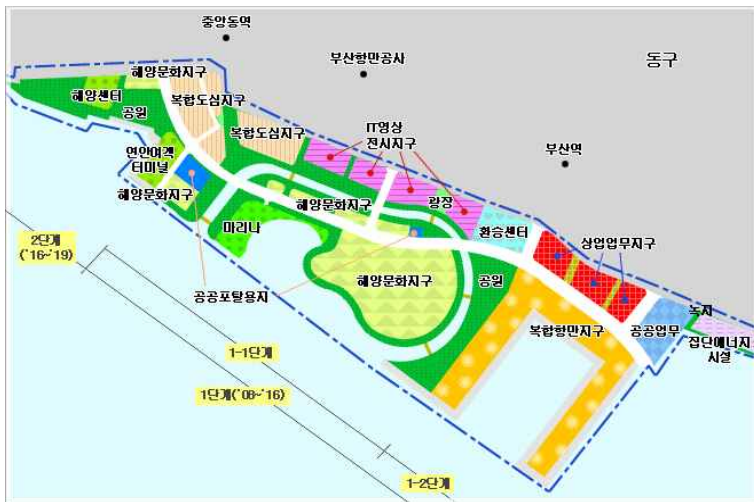 중앙동역
부산항만공사
동구
해양문화지구
해양센터
공원
복합도심지구
복합도심지구
IT영상
전시지구
부산역
연안여객
터미널
해양문화지구
해양문화지구
광장
환승센터
마리나
상업업무지구
2단계
('16~'19)
공공포탈용지
해양문화지구
공원
복합항만지구
공공업무
녹지
집단에너지
시설
1-1단계
1단계('08~'16)
1-2단계